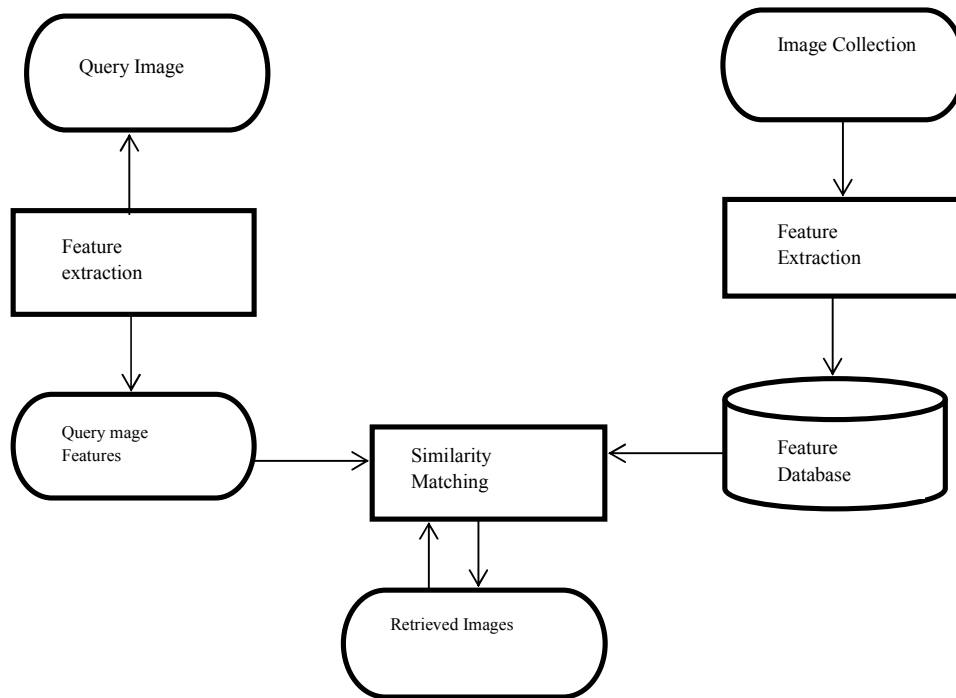 Query Image
Image Collection
Feature
extraction
Feature
Extraction
Query mage
Features
Similarity
Matching
Feature
Database
Retrieved Images